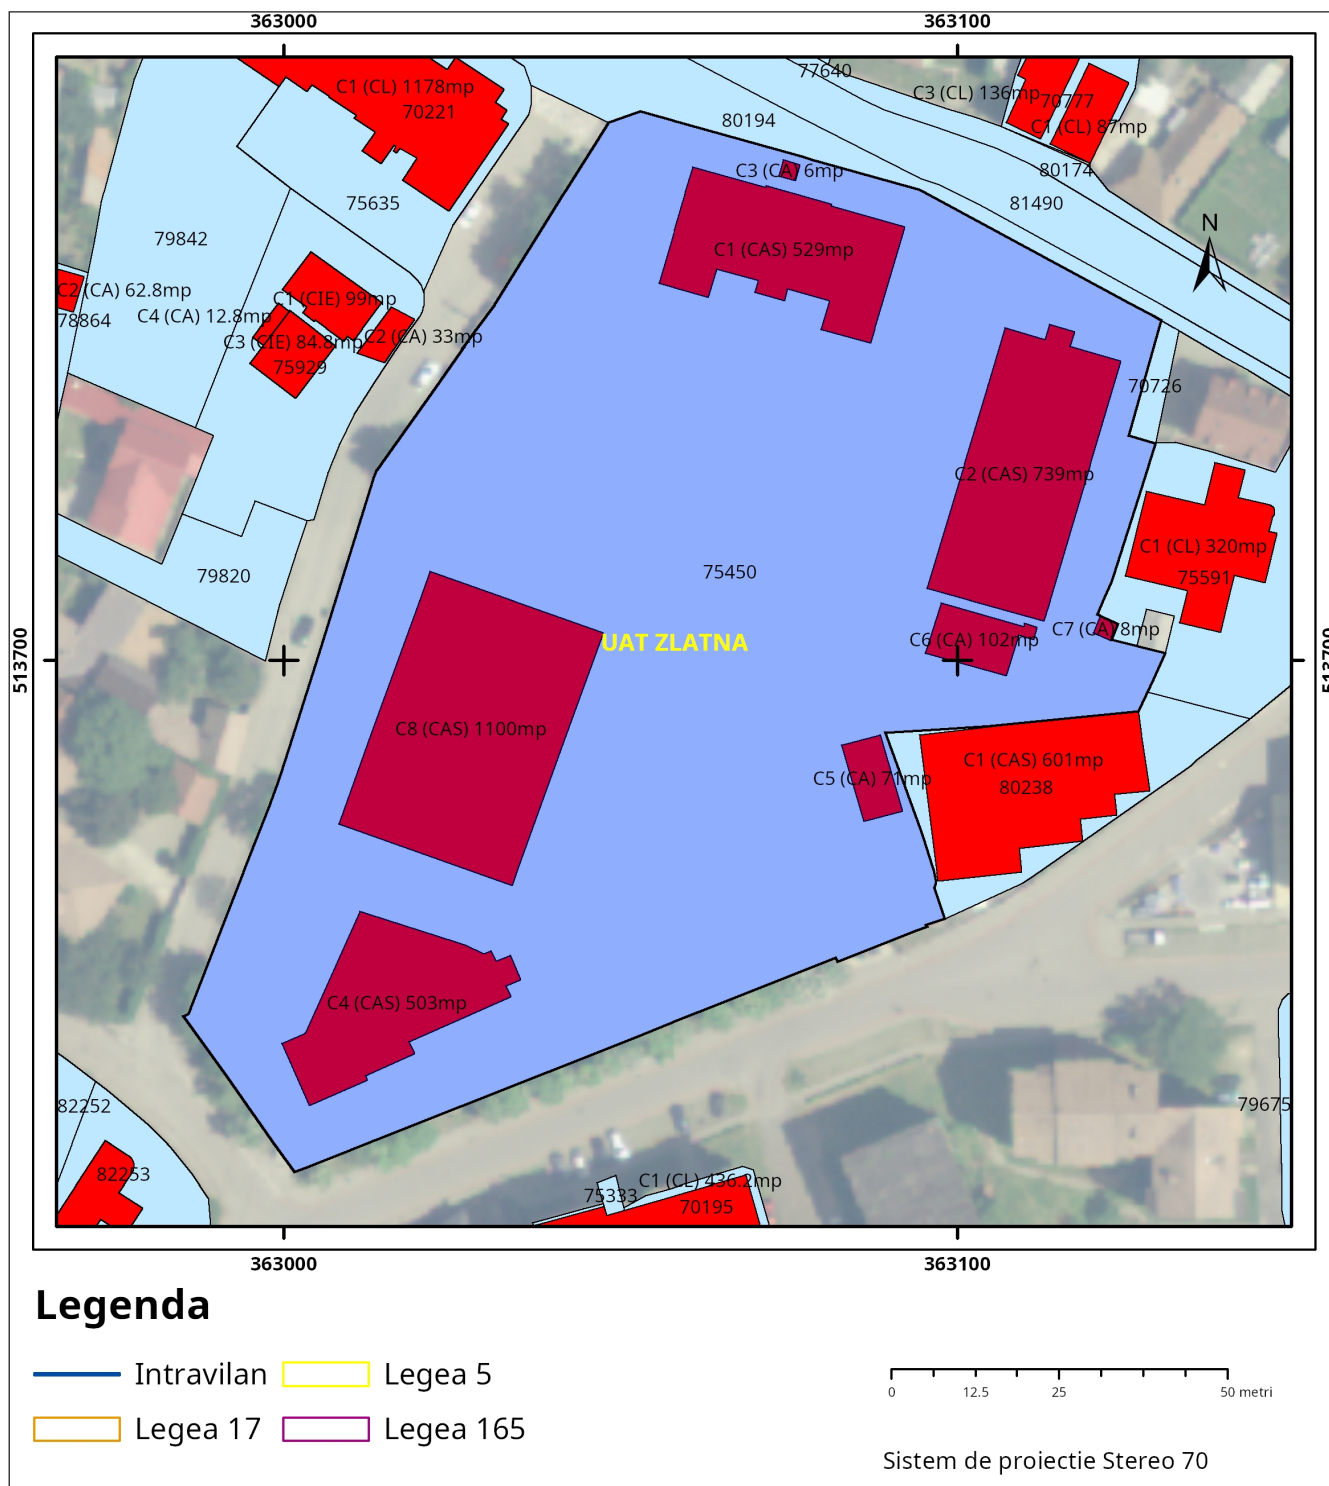 363000
363100
77640
C1 (CL) 1178mp
70221
C3 (CL) 136mp
70777
C1 (CL) 87mp
80194
C3 (CA) 6mp
80174
75635
81490
N
79842
C1 (CAS) 529mp
C2 (CA) 62.8mp
C1 (CIE) 99mp
C4 (CA) 12.8mp
78864
C2 (CA) 33mp
C3 (CIE) 84.8mp
75929
70726
C2 (CAS) 739mp
C1 (CL) 320mp
75450
79820
75591
C7 (CA) 8mp
C6 (CA) 102mp
UAT ZLATNA
513700
513700
C8 (CAS) 1100mp
C1 (CAS) 601mp
C5 (CA) 71mp
80238
C4 (CAS) 503mp
82252
79675
82253
C1 (CL) 436.2mp
75333
70195
363000
363100
Legenda
Intravilan
Legea 5
Legea 17
Legea 165
0 12.5 25 50 metri
Sistem de proiectie Stereo 70